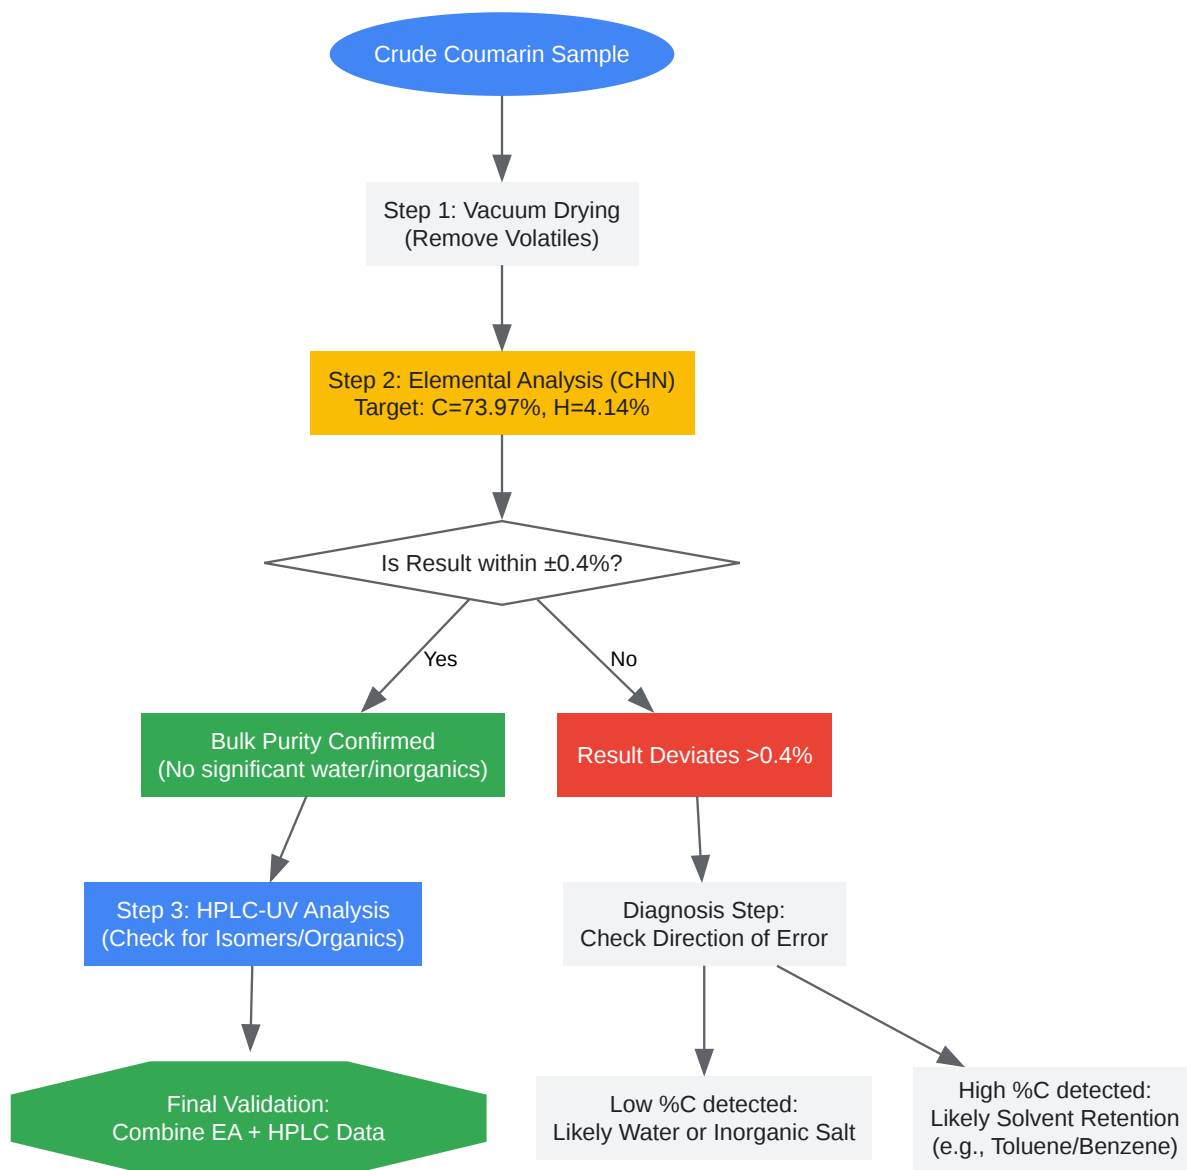 Crude Coumarin Sample
Step 1: Vacuum Drying
(Remove Volatiles)
Step 2: Elemental Analysis (CHN)
Target: C=73.97%, H=4.14%
Is Result within ±0.4%?
Yes
No
Bulk Purity Confirmed
(No significant water/inorganics)
Result Deviates >0.4%
Step 3: HPLC-UV Analysis
(Check for Isomers/Organics)
Diagnosis Step:
Check Direction of Error
Final Validation:
Combine EA + HPLC Data
Low %C detected:
Likely Water or Inorganic Salt
High %C detected:
Likely Solvent Retention
(e.g., Toluene/Benzene)